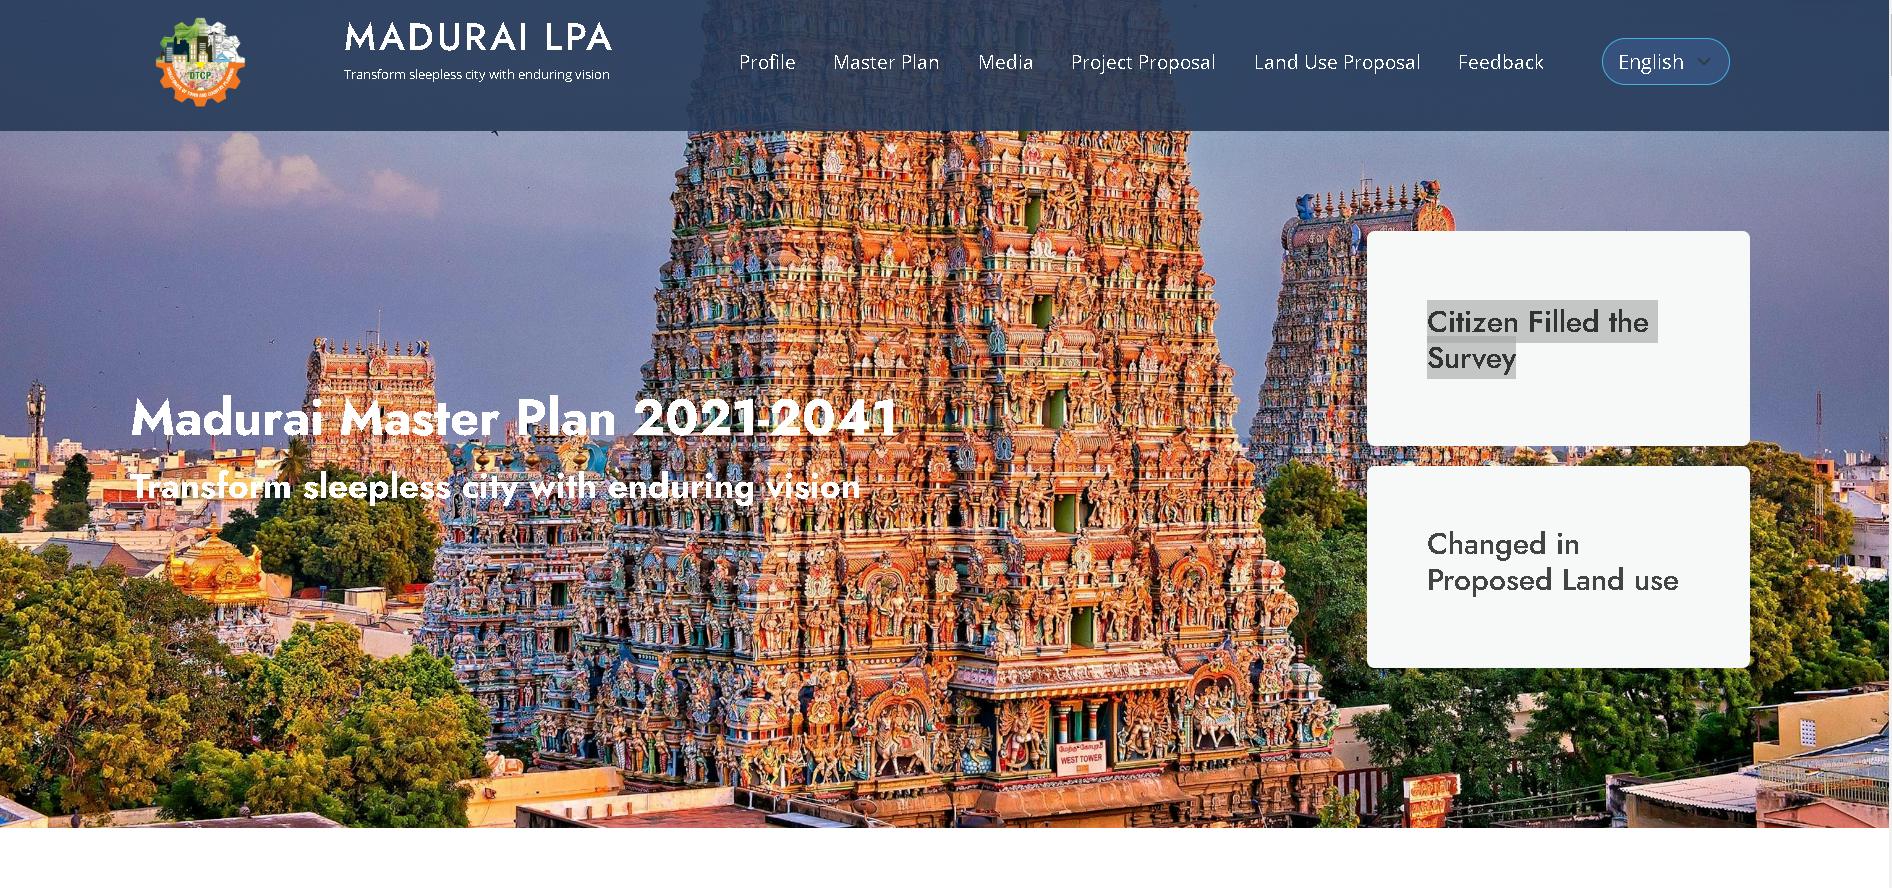 MADURAI LPA
Transform sleepless city with enduring vision
Profile
Master Plan
Media
Project Proposal
Land Use Proposal
Feedback
English
DTCP
Madurai Master Plan 2021-2041
Transform sleepless city with enduring vision
Citizen Filled the
Survey
Changed in
Proposed Land use
WEST TOWER